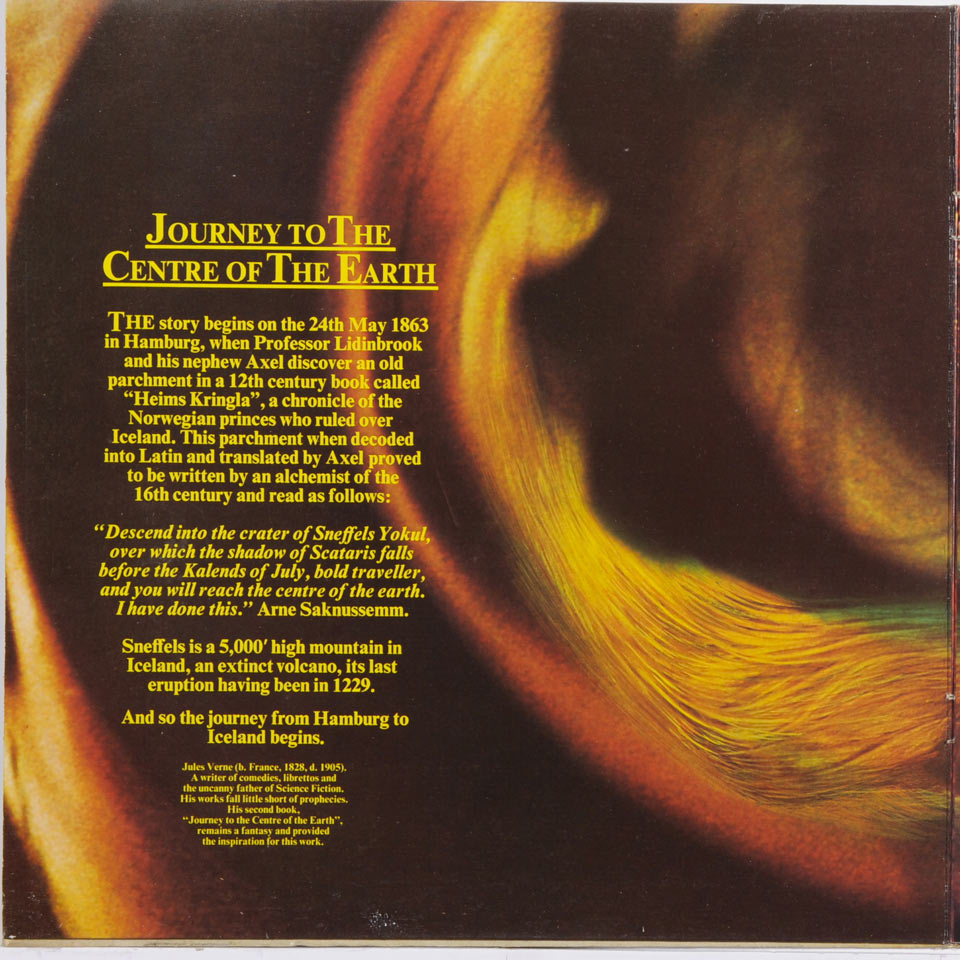 JOURNEY TO THE
CENTRE OF THE EARTH
THE story begins on the 24th May 1863
in Hamburg, when Professor Lidinbrook
and his nephew Axel discover an old
parchment in a 12th century book called
“Heims Kringla”, a chronicle of the
Norwegian princes who ruled over
Iceland. This parchment when decoded
into Latin and translated by Axel proved
to be written by an alchemist of the
16th century and read as follows:
“Descend into the crater of Sneffels Yokul,
over which the shadow of Scataris falls
before the Kalends of July, bold traveller,
and you will reach the centre of the earth.
I have done this.” Arne Saknussemm.
Sneffels is a 5,000′ high mountain in
Iceland, an extinct volcano, its last
eruption having been in 1229.
And so the journey from Hamburg to
Iceland begins.
Jules Verne (b. France, 1828, d. 1905).
A writer of comedies, librettos and
the uncanny father of Science Fiction.
His works fall little short of prophecies.
His second book,
“Journey to the Centre of the Earth”,
remains a fantasy and provided
the inspiration for this work.